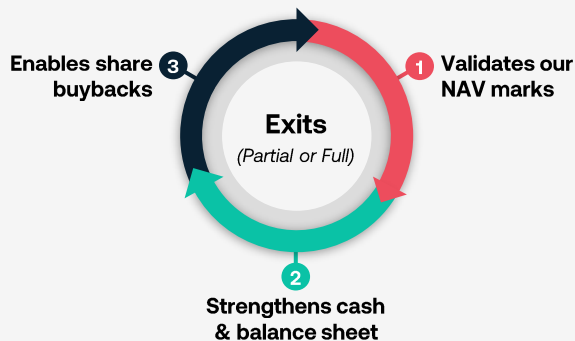 Exits
(Partial or Full)
1
Validates our
NAV marks
2
Strengthens cash
& balance sheet
3
Enables share
buybacks